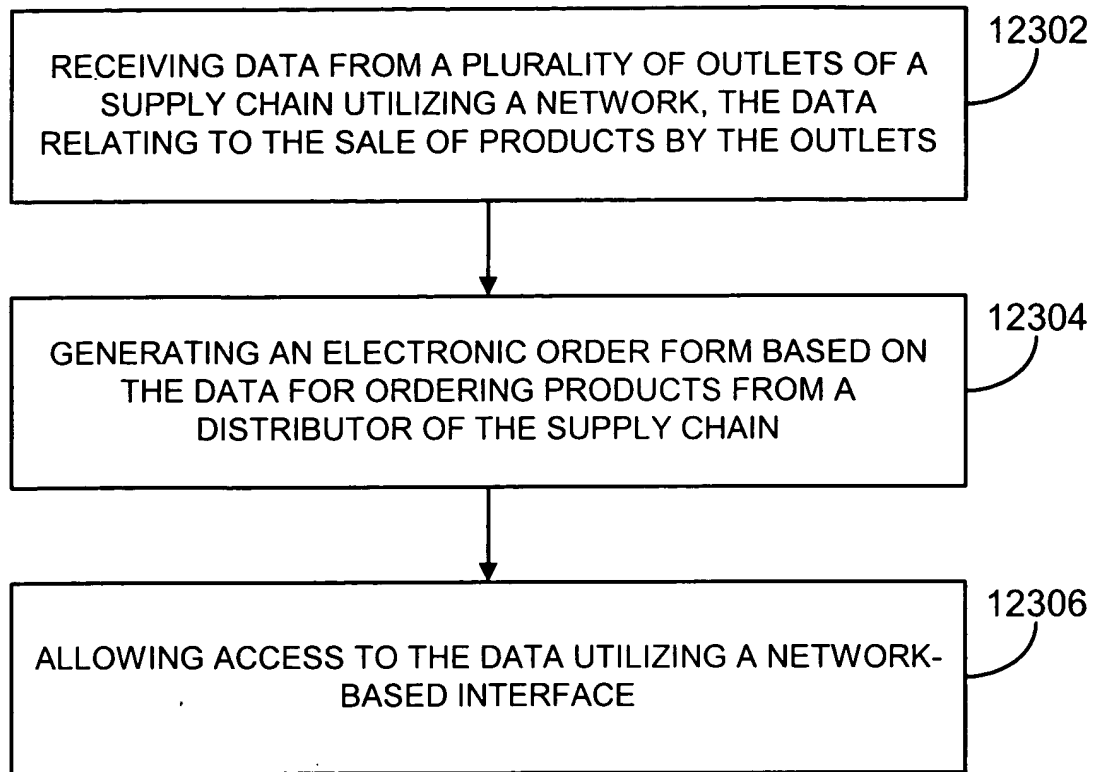 12302
RECEIVING DATA FROM A PLURALITY OF OUTLETS OF A
SUPPLY CHAIN UTILIZING A NETWORK, THE DATA
RELATING TO THE SALE OF PRODUCTS BY THE OUTLETS
12304
GENERATING AN ELECTRONIC ORDER FORM BASED ON
THE DATA FOR ORDERING PRODUCTS FROM A
DISTRIBUTOR OF THE SUPPLY CHAIN
12306
ALLOWING ACCESS TO THE DATA UTILIZING A NETWORK-
BASED INTERFACE